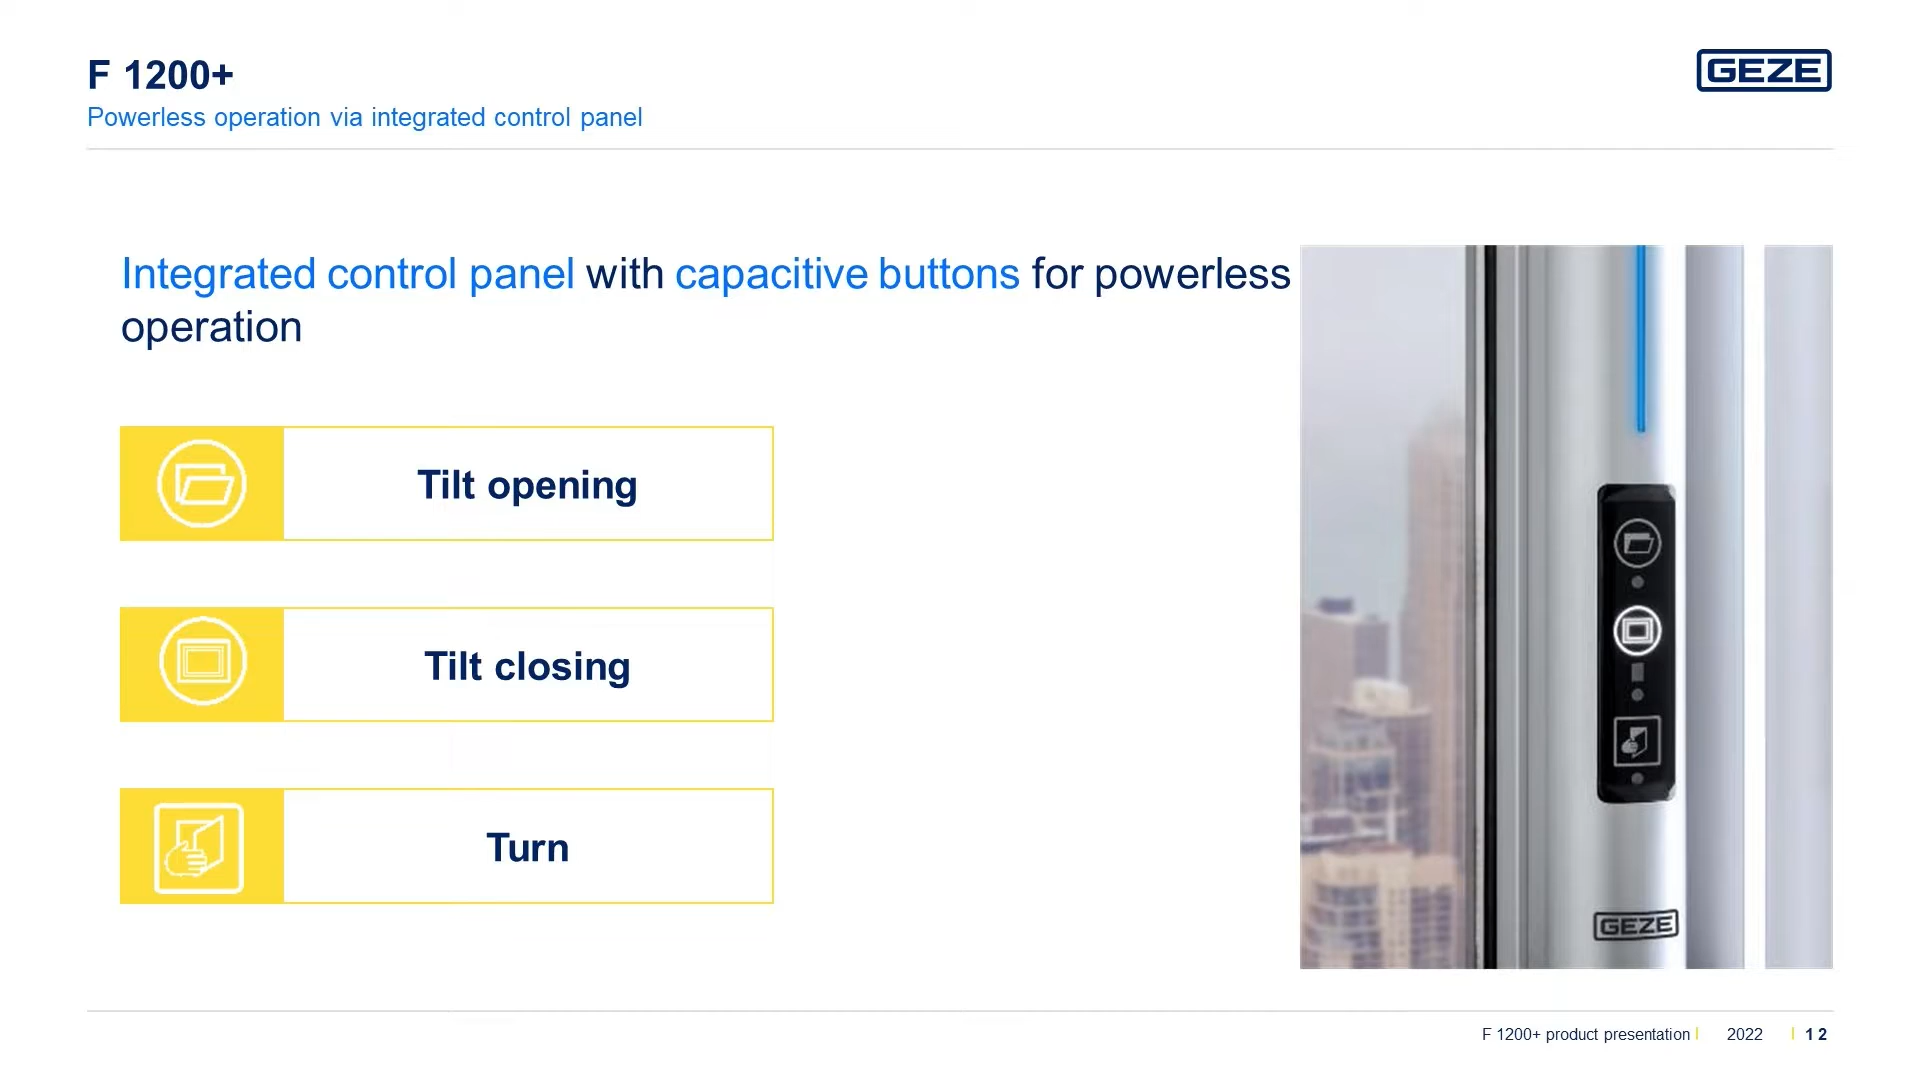 F 1200+
GEZE
Powerless operation via integrated control panel
Integrated control panel with capacitive buttons for powerless
operation
Tilt opening
Tilt closing
Turn
GEZE
F 1200+ product presentation
2022
12